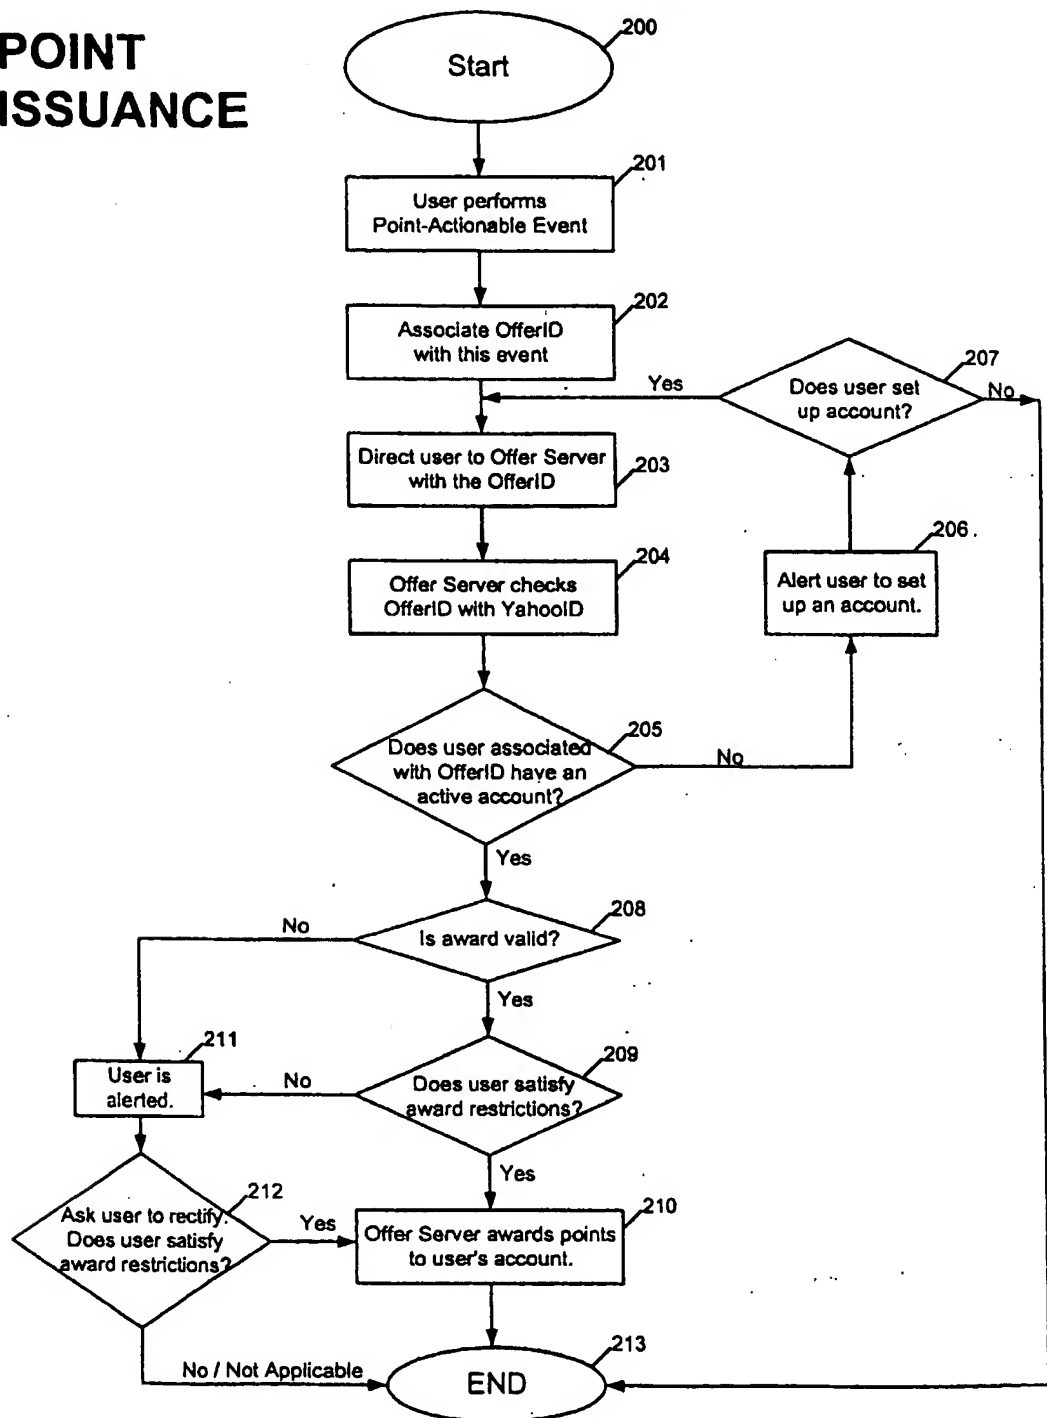 POINT
ISSUANCE
200
Start
201
User performs
Point-Actionable Event
202
Associate OfferID
with this event
207
Does user set
up account?
Yes
No
Direct user to Offer Server
with the OfferID
203
206.
Alert user to set
up an account.
204
Offer Server checks
OfferID with YahooID
205
Does user associated
with OfferID have an
active account?
No
Yes
208
Is award valid?
No
Yes
209
Does user satisfy
award restrictions?
No
Yes
211
User is
alerted.
212
Ask user to rectify.
Does user satisfy
award restrictions?
Yes
210
Offer Server awards points
to user's account.
No / Not Applicable
213
END